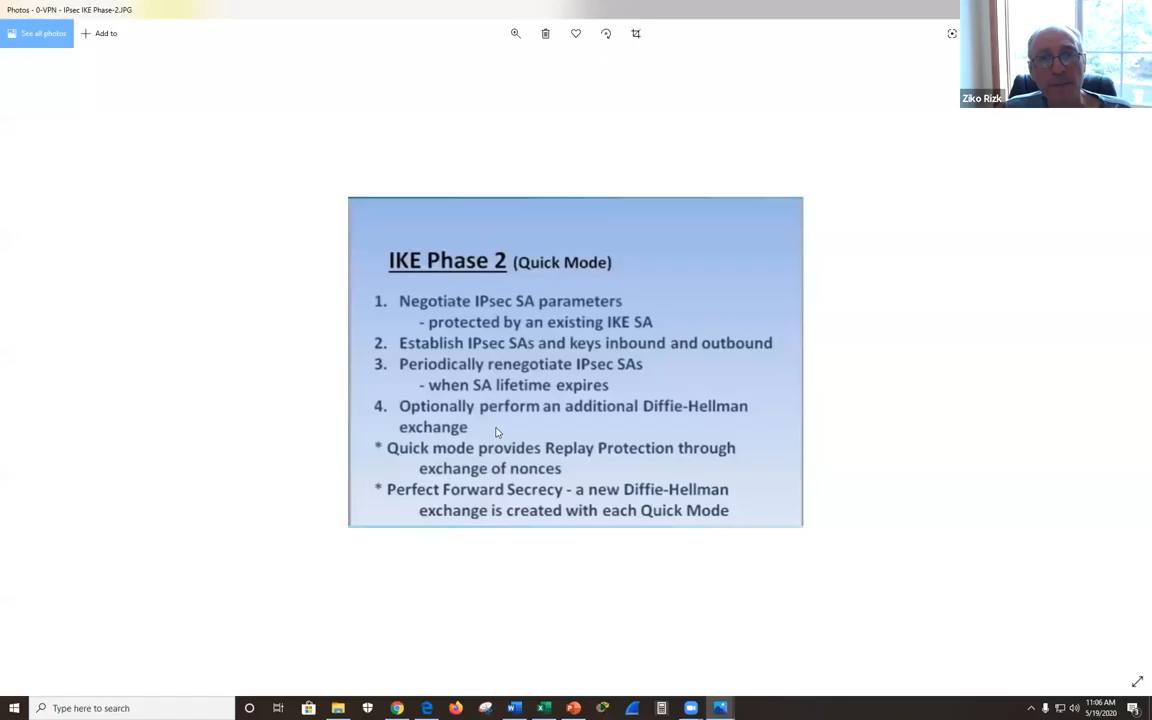 Photos - 0-VPN - IPsec IKE Phase-2.JPG
See all photos
Add to
Ziko Rizk
IKE Phase 2 (Quick Mode)
1. Negotiate IPsec SA parameters
- protected by an existing IKE SA
2. Establish IPsec SAs and keys inbound and outbound
3. Periodically renegotiate IPsec SAs
- when SA lifetime expires
4. Optionally perform an additional Diffie-Hellman
exchange
* Quick mode provides Replay Protection through
exchange of nonces
* Perfect Forward Secrecy - a new Diffie-Hellman
exchange is created with each Quick Mode
Type here to search
11:06 AM
5/19/2020